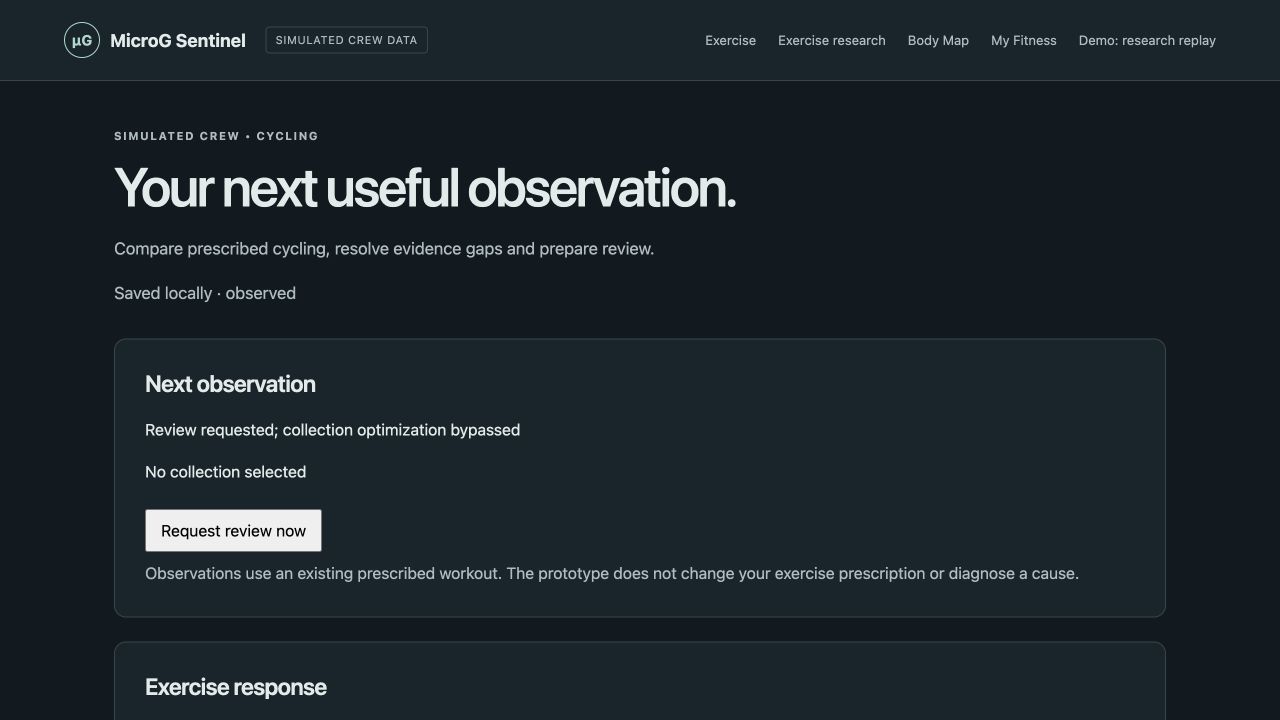 µG MicroG Sentinel SIMULATED CREW DATA Exercise Exercise research Body Map My Fitness Demo: research replay
SIMULATED CREW • CYCLING
Your next useful observation.
Compare prescribed cycling, resolve evidence gaps and prepare review.
Saved locally · observed
Next observation
Review requested; collection optimization bypassed
No collection selected
Request review now
Observations use an existing prescribed workout. The prototype does not change your exercise prescription or diagnose a cause.
Exercise response